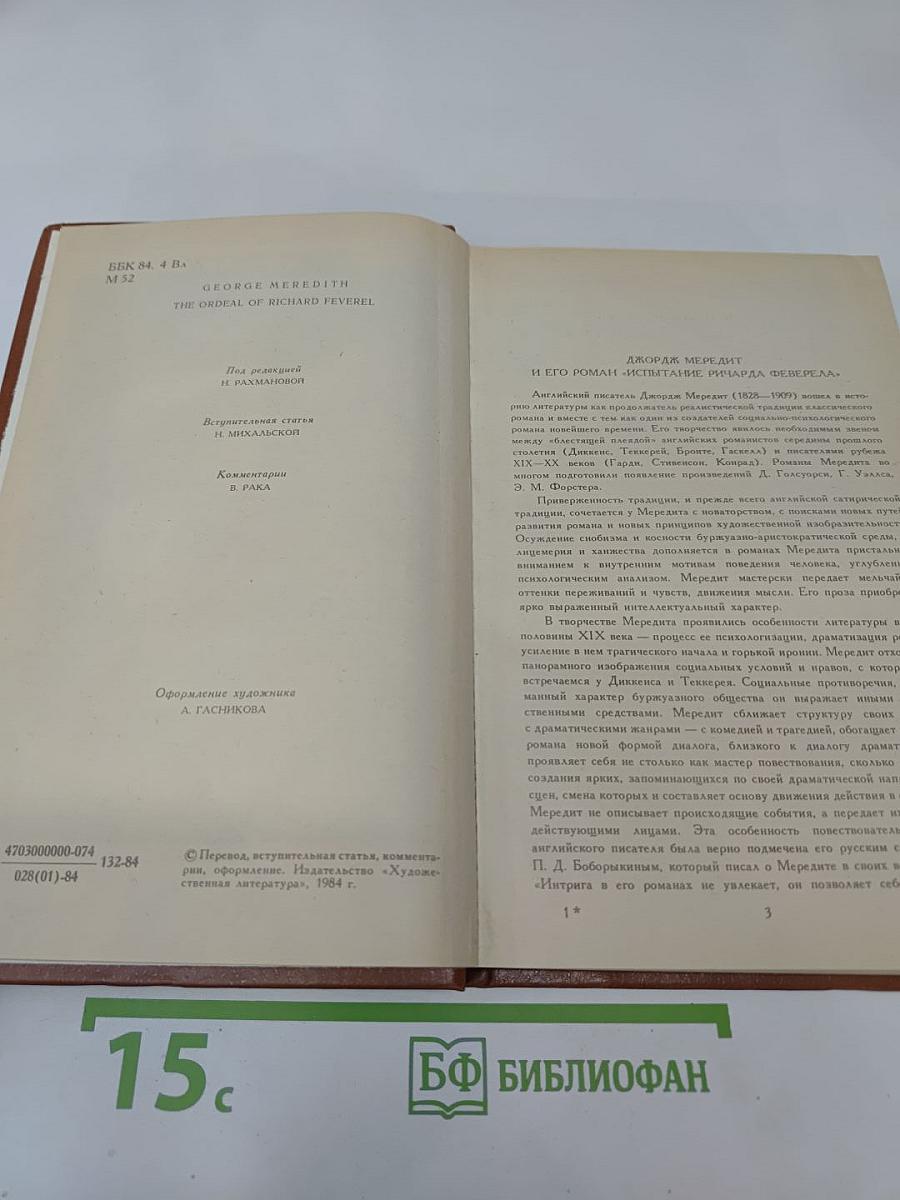 ББК 84. 4 Вл
М 52
GEORGE MEREDITH
THE ORDEAL OF RICHARD FEVEREL
Под редакцией
Н. РАХМАНОВОЙ
Вступительная статья
Н. МИХАЛЬСКОЙ
Комментарии
В. РАКА
Оформление художника
А. ГАСНИКОВА
4703000000-074
028(01)-84
132-84
© Перевод, вступительная статья, коммента-
рии, оформление. Издательство «Художе-
ственная литература», 1984 г.
ДЖОРДЖ МЕРЕДИТ
И ЕГО РОМАН «ИСПЫТАНИЕ РИЧАРДА ФЕВЕРЕЛА»
Английский писатель Джордж Мередит (1828—1909) вошел в исто-
рию литературы как продолжатель реалистической традиции классического
романа и вместе с тем как один из создателей социально-психологического
романа новейшего времени. Его творчество явилось необходимым звеном
между «блестящей плеядой» английских романистов середины прошлого
столетия (Диккенс, Теккерей, Бронте, Гаскелл) и писателями рубежа
XIX—XX веков (Гарди, Стивенсон, Конрад). Романы Мередита во
многом подготовили появление произведений Д. Голсуорси, Г. Уэллса,
Э. М. Форстера.
Приверженность традиции, и прежде всего английской сатирической
традиции, сочетается у Мередита с новаторством, с поисками новых путей
развития романа и новых принципов художественной изобразительност
Осуждение снобизма и косности буржуазно-аристократической среды,
лицемерия и ханжества дополняется в романах Мередита пристальн
вниманием к внутренним мотивам поведения человека, углублен
психологическим анализом. Мередит мастерски передает мельчай
оттенки переживаний и чувств, движения мысли. Его проза приобре
ярко выраженный интеллектуальный характер.
В творчестве Мередита проявились особенности литературы в
половины XIX века — процесс ее психологизации, драматизация ро
усиление в нем трагического начала и горькой иронии. Мередит отхо
панорамного изображения социальных условий и нравов, с котор
встречаемся у Диккенса и Теккерея. Социальные противоречия,
манный характер буржуазного общества он выражает иными
ственными средствами. Мередит сближает структуру своих
с драматическими жанрами — с комедией и трагедией, обогащает
романа новой формой диалога, близкого к диалогу драмат
проявляет себя не столько как мастер повествования, сколько
создания ярких, запоминающихся по своей драматической нап
сцен, смена которых и составляет основу движения действия в
Мередит не описывает происходящие события, а передает их
действующими лицами. Эта особенность повествователь
английского писателя была верно подмечена его русским с
П. Д. Боборыкиным, который писал о Мередите в своих в
«Интрига в его романах не увлекает, он позволяет себе
1*
3
15 с
БФ БИБЛИОФАН